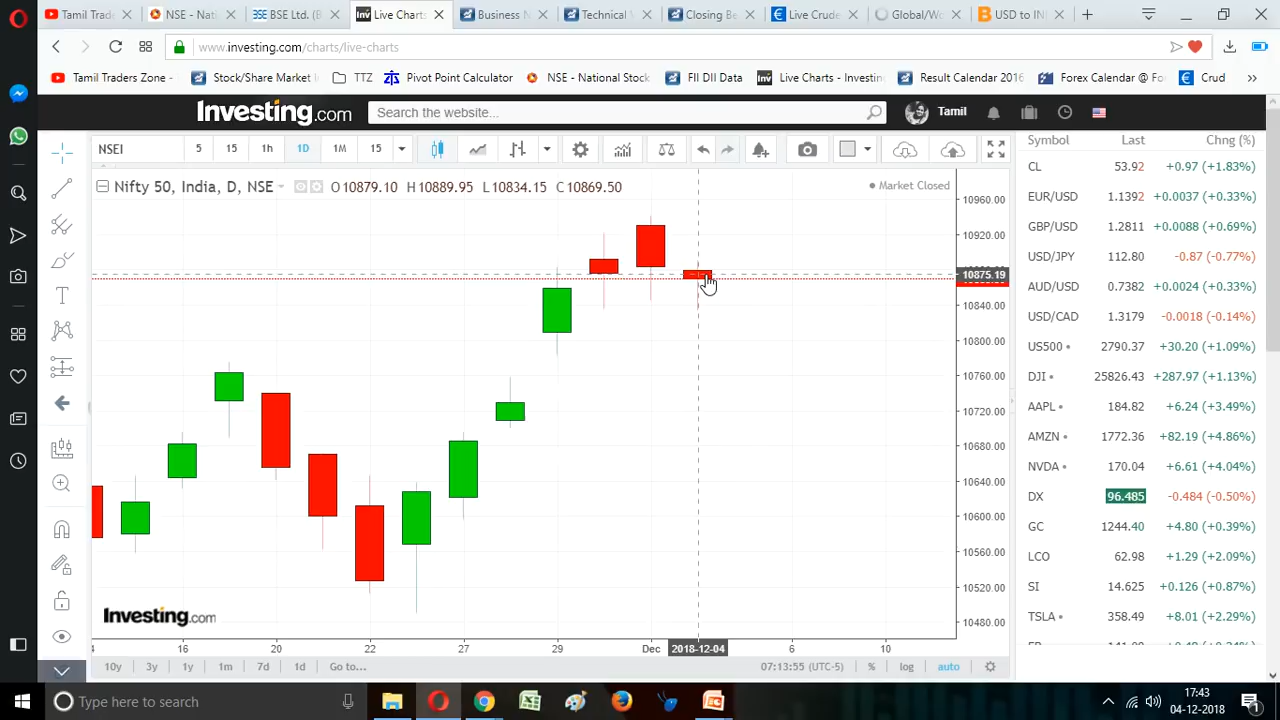 Tamil Trade
NSE - Nati
BSE Ltd. (B
Live Charts
Business N
Technical
Closing Be
Live Crude
Global/Wo
USD to IN
www.investing.com/charts/live-charts
Tamil Traders Zone -
Stock/Share Market
TTZ
Pivot Point Calculator
NSE - National Stock
FII DII Data
Live Charts - Investing
Result Calendar 2016
Forex Calendar @ Fo
Crud
Investing.com
Search the website...
Tamil
NSEI
5
15
1h
1D
1M
15
Symbol Last Chng (%)
Nifty 50, India, D, NSE
O10879.10 H10889.95 L10834.15 C10869.50
Market Closed
CL 53.92 +0.97 (+1.83%)
EUR/USD 1.1392 +0.0037 (+0.33%)
GBP/USD 1.2811 +0.0088 (+0.69%)
USD/JPY 112.80 -0.87 (-0.77%)
AUD/USD 0.7382 +0.0024 (+0.33%)
USD/CAD 1.3179 -0.0018 (-0.14%)
US500 2790.37 +30.20 (+1.09%)
DJI 25826.43 +287.97 (+1.13%)
AAPL 184.82 +6.24 (+3.49%)
AMZN 1772.36 +82.19 (+4.86%)
NVDA 170.04 +6.61 (+4.04%)
DX 96.485 -0.484 (-0.50%)
GC 1244.40 +4.80 (+0.39%)
LCO 62.98 +1.29 (+2.09%)
SI 14.625 +0.126 (+0.87%)
TSLA 358.49 +8.01 (+2.29%)
10960.00
10920.00
10875.19
10840.00
10800.00
10760.00
10720.00
10680.00
10640.00
10600.00
10560.00
10520.00
10480.00
Investing.com
4 16 20 22 27 29 Dec 2018-12-04 6 10
10y 3y 1y 1m 7d 1d Go to...
07:13:55 (UTC-5) % log auto
Type here to search
17:43
04-12-2018
1